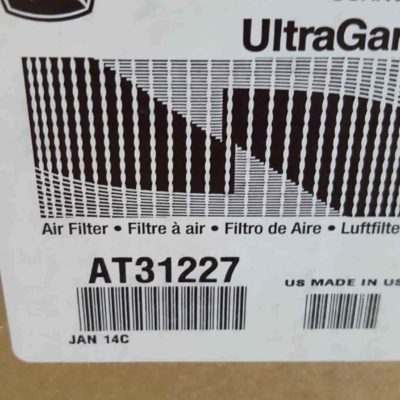 UltraGar
Air Filter • Filtre à air • Filtro de Aire • Luftfilte
AT31227
US MADE IN US
JAN 14C